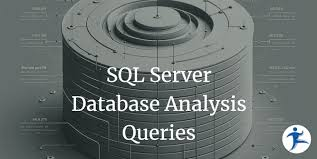 SQL Server
Database Analysis
Queries